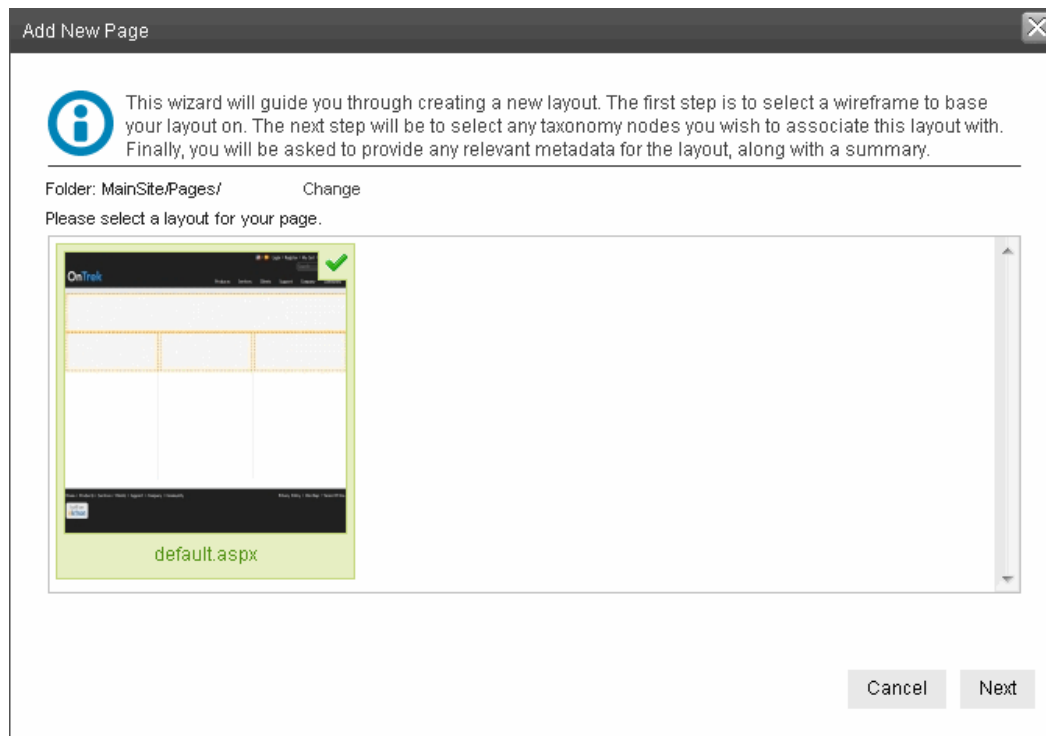 Add New Page
This wizard will guide you through creating a new layout. The first step is to select a wireframe to base
your layout on. The next step will be to select any taxonomy nodes you wish to associate this layout with.
Finally, you will be asked to provide any relevant metadata for the layout, along with a summary.
Folder: MainSite/Pages/ Change
Please select a layout for your page.
OnTrek
default.aspx
Cancel Next